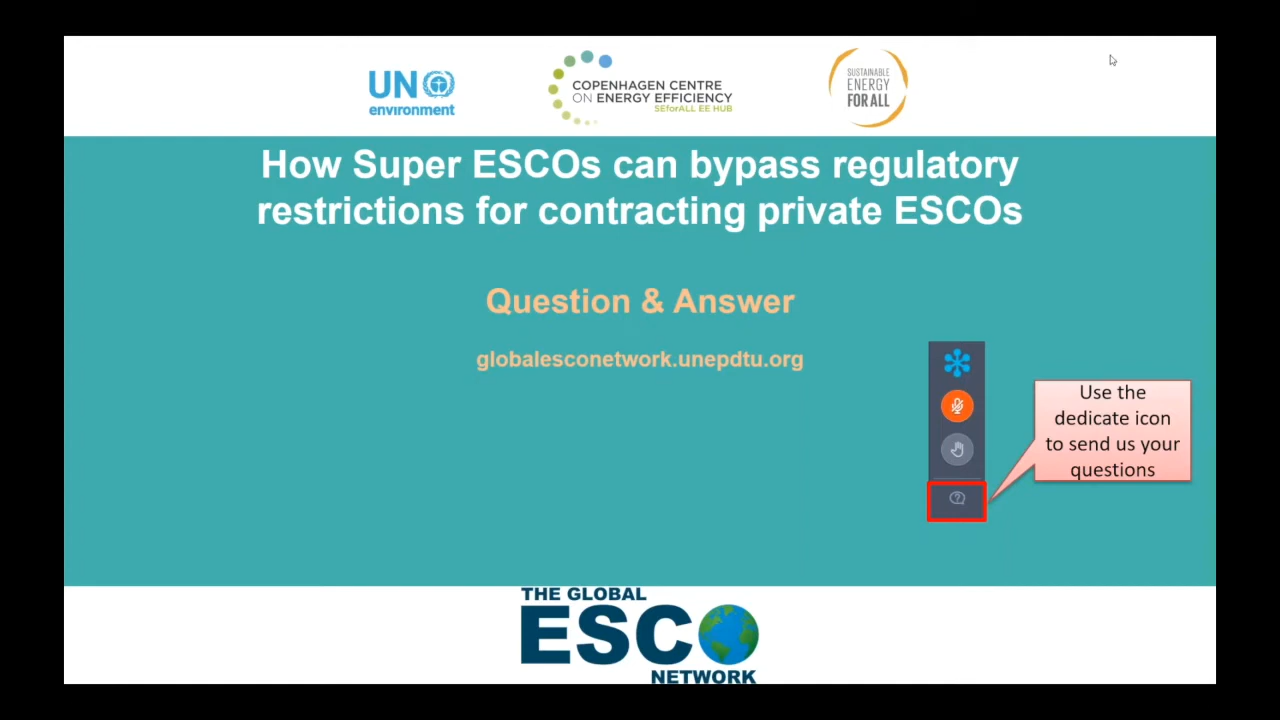 UN
environment
COPENHAGEN CENTRE
ON ENERGY EFFICIENCY
SEforALL EE HUB
SUSTAINABLE
ENERGY
FOR ALL
How Super ESCOs can bypass regulatory
restrictions for contracting private ESCOs
Question & Answer
globalesconetwork.unepdtu.org
Use the
dedicate icon
to send us your
questions
THE GLOBAL
ESCO
NETWORK